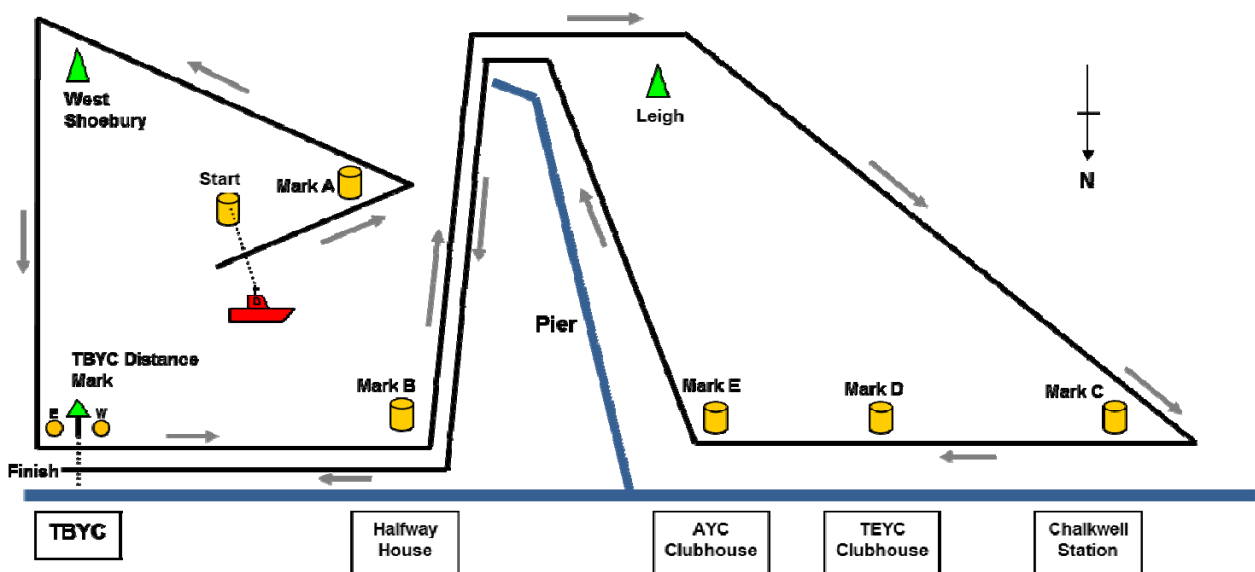 West
Shoebury
Leigh
Start
Mark A
N
Pier
TBYC Distance
Mark
E
W
Mark B
Mark E
Mark D
Mark C
Finish
TBYC
Halfway
House
AYC
Clubhouse
TEYC
Clubhouse
Chalkwell
Station